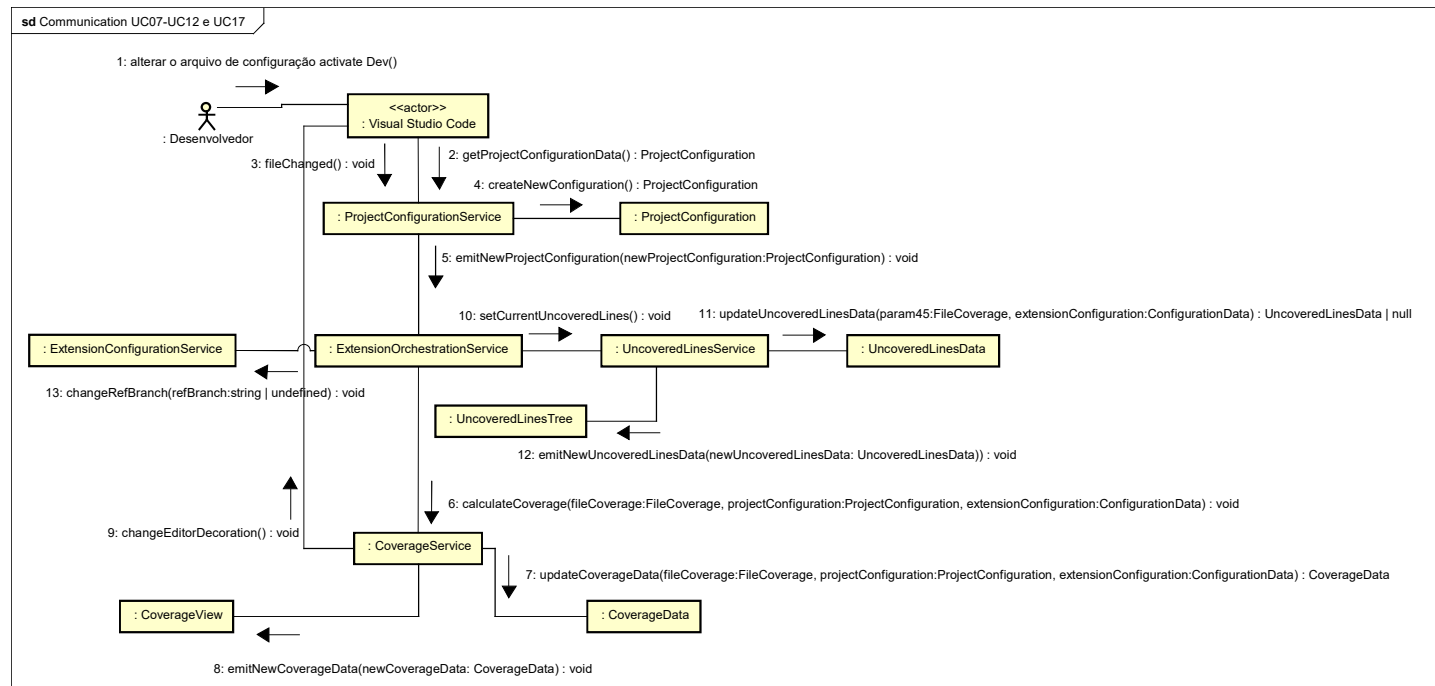 sd Communication UC07-UC12 e UC17
1: alterar o arquivo de configuração activate Dev()
<<actor>>
: Visual Studio Code
: Desenvolvedor
3: fileChanged() : void
2: getProjectConfigurationData() : ProjectConfiguration
4: createNewConfiguration() : ProjectConfiguration
: ProjectConfigurationService
: ProjectConfiguration
5: emitNewProjectConfiguration(newProjectConfiguration:ProjectConfiguration) : void
10: setCurrentUncoveredLines() : void
11: updateUncoveredLinesData(param45:FileCoverage, extensionConfiguration:ConfigurationData) : UncoveredLinesData | null
: ExtensionConfigurationService
: ExtensionOrchestrationService
: UncoveredLinesService
: UncoveredLinesData
13: changeRefBranch(refBranch:string | undefined) : void
: UncoveredLinesTree
12: emitNewUncoveredLinesData(newUncoveredLinesData: UncoveredLinesData)) : void
6: calculateCoverage(fileCoverage:FileCoverage, projectConfiguration:ProjectConfiguration, extensionConfiguration:ConfigurationData) : void
9: changeEditorDecoration() : void
: CoverageService
7: updateCoverageData(fileCoverage:FileCoverage, projectConfiguration:ProjectConfiguration, extensionConfiguration:ConfigurationData) : CoverageData
: CoverageView
: CoverageData
8: emitNewCoverageData(newCoverageData: CoverageData) : void